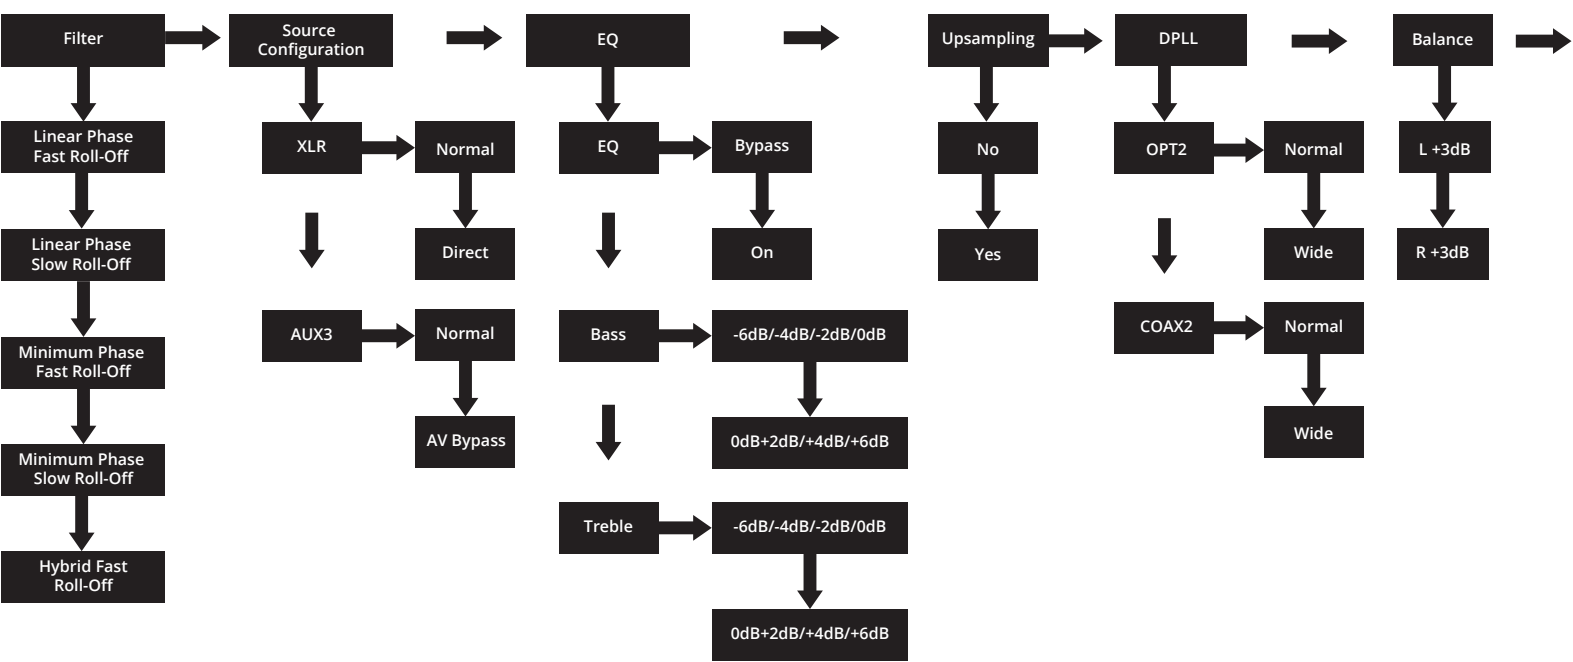 Filter
Linear Phase
Fast Roll-Off
Linear Phase
Slow Roll-Off
Minimum Phase
Fast Roll-Off
Minimum Phase
Slow Roll-Off
Hybrid Fast
Roll-Off
Source
Configuration
XLR
Normal
Direct
AUX3
Normal
AV Bypass
EQ
EQ
Bypass
On
Bass
-6dB/-4dB/-2dB/0dB
0dB+2dB/+4dB/+6dB
Treble
-6dB/-4dB/-2dB/0dB
0dB+2dB/+4dB/+6dB
Upsampling
No
Yes
DPLL
OPT2
Normal
Wide
COAX2
Normal
Wide
Balance
L +3dB
R +3dB